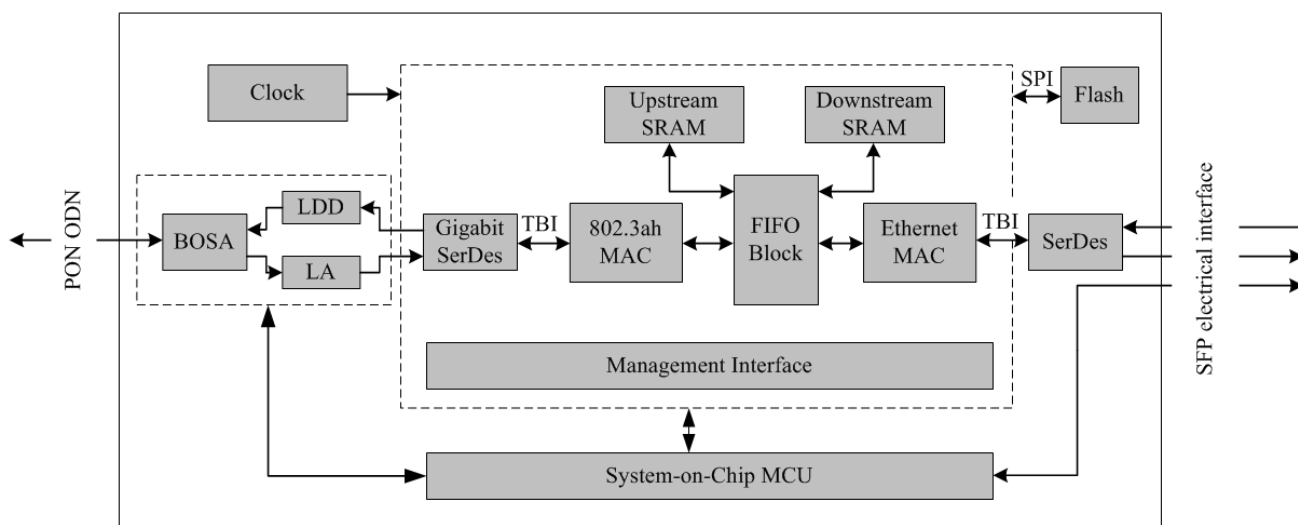 Clock
Upstream
SRAM
Downstream
SRAM
SPI
Flash
PON ODN
BOSA
LDD
LA
Gigabit
SerDes
TBI
802.3ah
MAC
FIFO
Block
Ethernet
MAC
TBI
SerDes
SFP electrical interface
Management Interface
System-on-Chip MCU